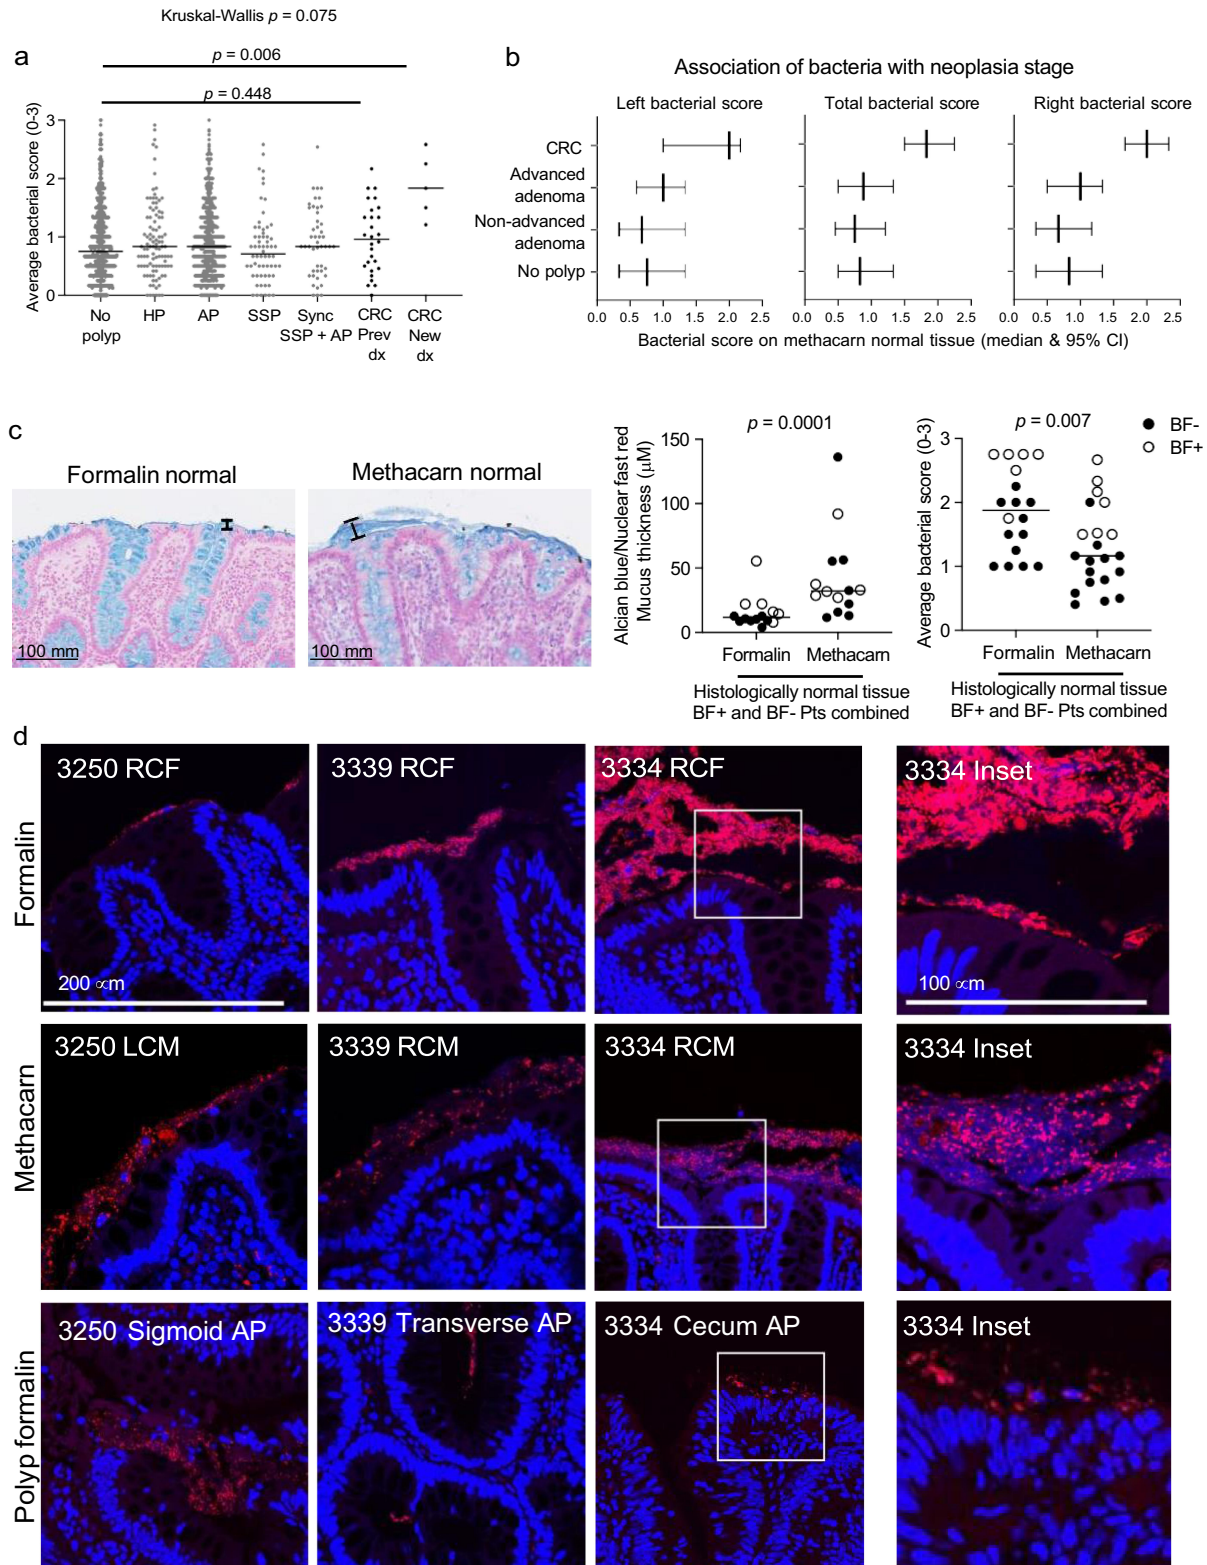 Kruskal-Wallis p = 0.075
a
p = 0.006
p = 0.448
Average bacterial score (0-3)
3
2
1
0
No polyp
HP
AP
SSP
Sync SSP + AP
CRC Prev dx
CRC New dx
b
Association of bacteria with neoplasia stage
Left bacterial score
Total bacterial score
Right bacterial score
CRC
Advanced adenoma
Non-advanced adenoma
No polyp
0.0 0.5 1.0 1.5 2.0 2.5
0.0 0.5 1.0 1.5 2.0 2.5
0.0 0.5 1.0 1.5 2.0 2.5
Bacterial score on methacarn normal tissue (median & 95% CI)
c
Formalin normal
100 mm
Methacarn normal
100 mm
p = 0.0001
Alcian blue/Nuclear fast red
Mucus thickness (µM)
150
100
50
0
Formalin Methacarn
Histologically normal tissue
BF+ and BF- Pts combined
p = 0.007
Average bacterial score (0-3)
3
2
1
0
Formalin Methacarn
Histologically normal tissue
BF+ and BF- Pts combined
BF-
BF+
d
Formalin
3250 RCF
200 ∝m
3339 RCF
3334 RCF
3334 Inset
100 ∝m
Methacarn
3250 LCM
3339 RCM
3334 RCM
3334 Inset
Polyp formalin
3250 Sigmoid AP
3339 Transverse AP
3334 Cecum AP
3334 Inset